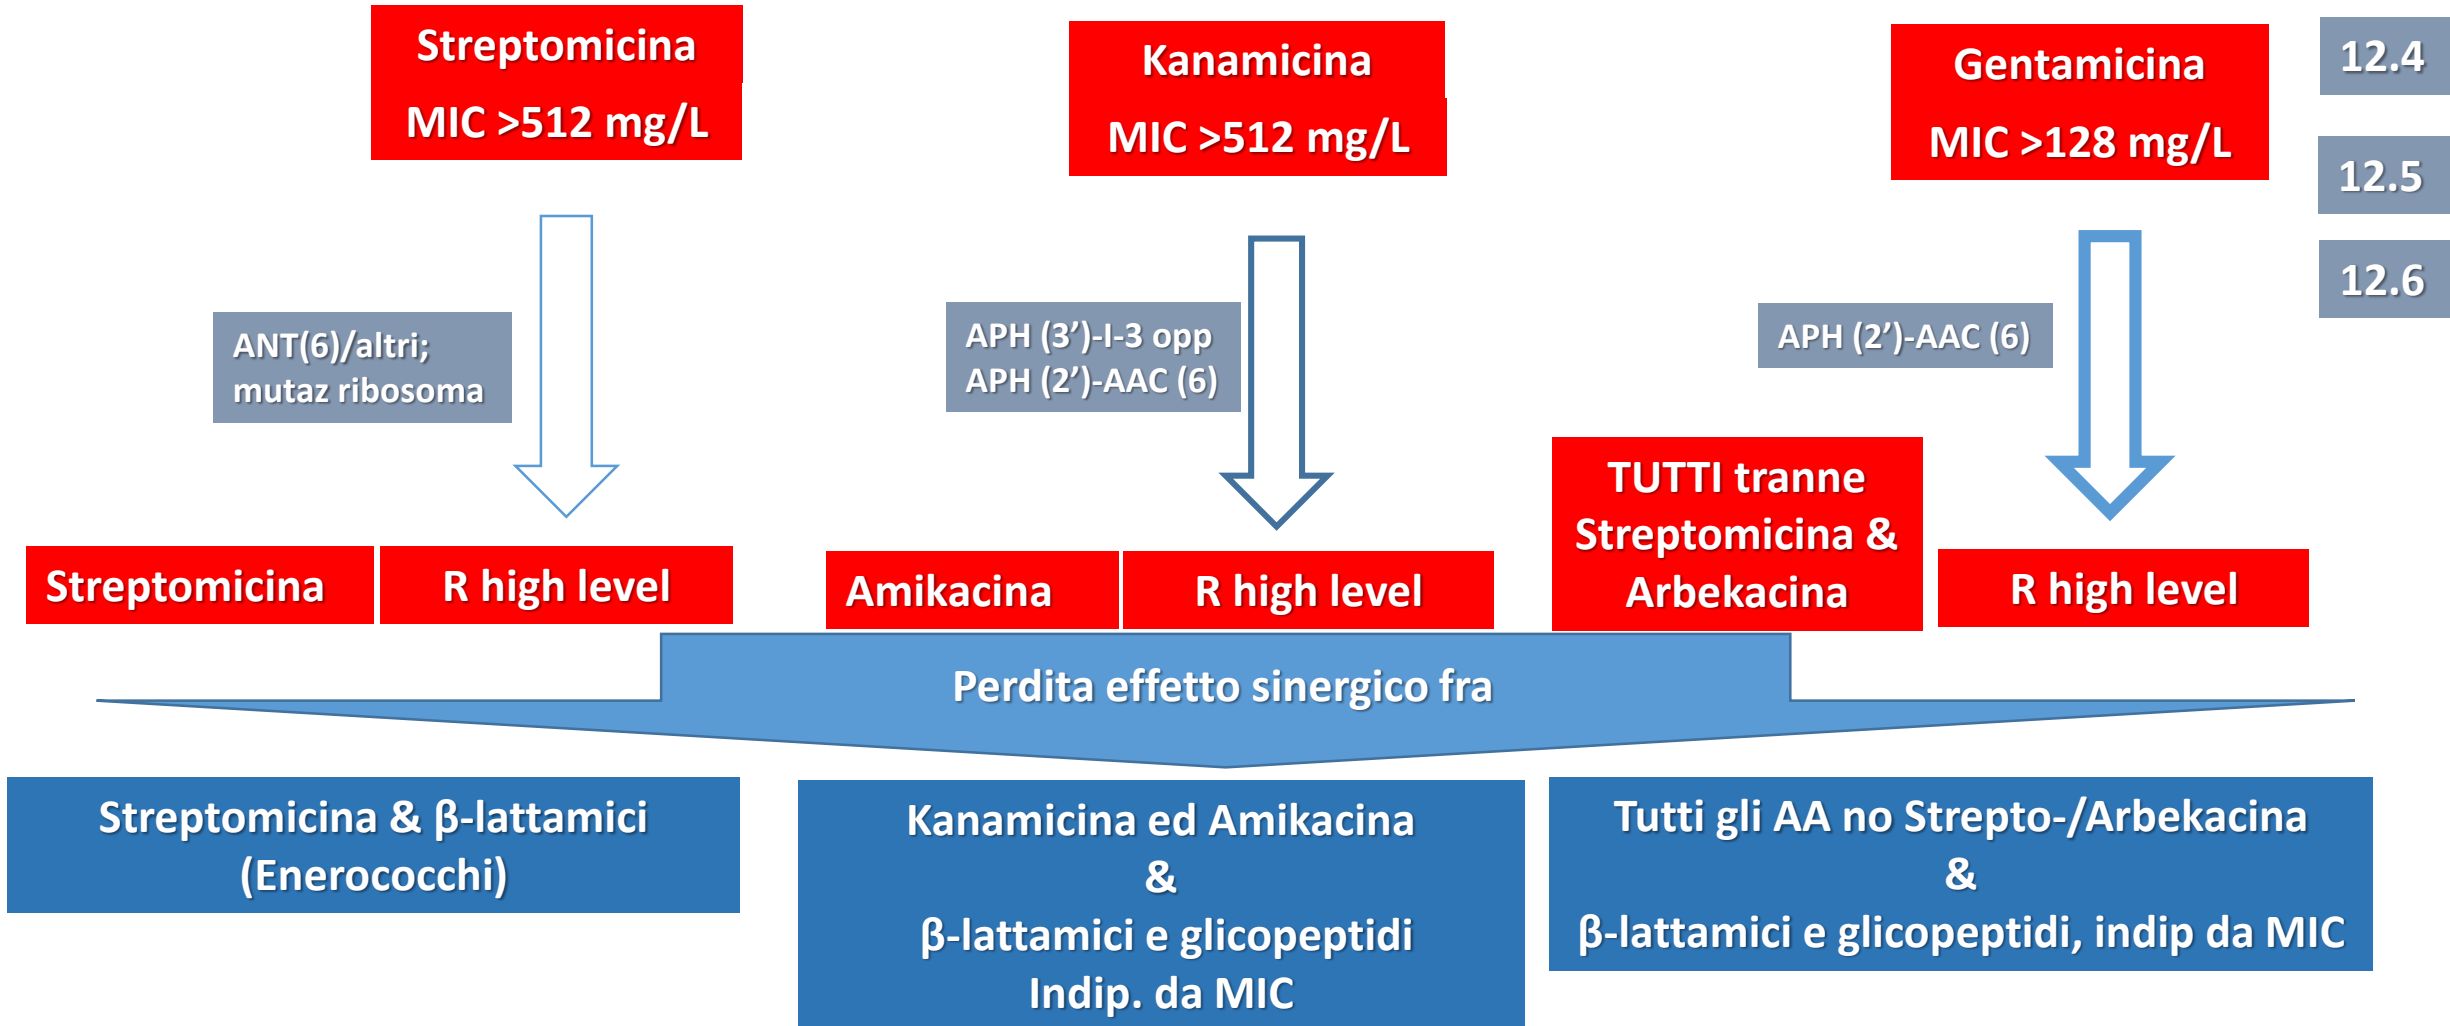 Streptomicina
MIC >512 mg/L
Kanamicina
MIC >512 mg/L
Gentamicina
MIC >128 mg/L
12.4
12.5
12.6
ANT(6)/altri;
mutaz ribosoma
APH (3’)-I-3 opp
APH (2’)-AAC (6)
APH (2’)-AAC (6)
Streptomicina
R high level
Amikacina
R high level
TUTTI tranne
Streptomicina &
Arbekacina
R high level
Perdita effetto sinergico fra
Streptomicina & β-lattamici
(Enerococchi)
Kanamicina ed Amikacina
&
β-lattamici e glicopeptidi
Indip. da MIC
Tutti gli AA no Strepto-/Arbekacina
&
β-lattamici e glicopeptidi, indip da MIC